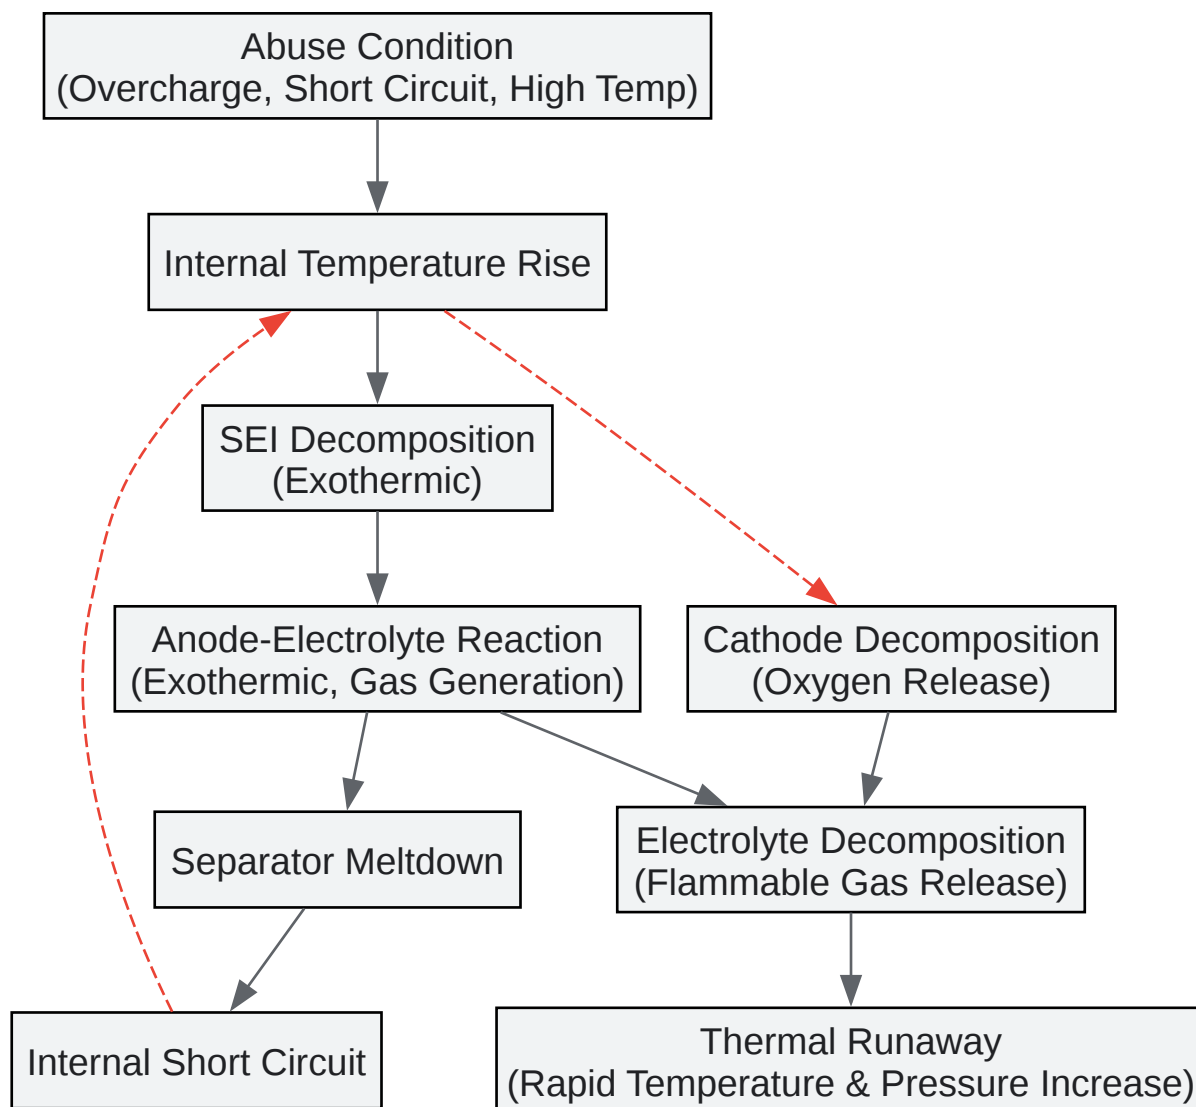 Abuse Condition
(Overcharge, Short Circuit, High Temp)
Internal Temperature Rise
SEI Decomposition
(Exothermic)
Anode-Electrolyte Reaction
(Exothermic, Gas Generation)
Cathode Decomposition
(Oxygen Release)
Separator Meltdown
Electrolyte Decomposition
(Flammable Gas Release)
Internal Short Circuit
Thermal Runaway
(Rapid Temperature & Pressure Increase)